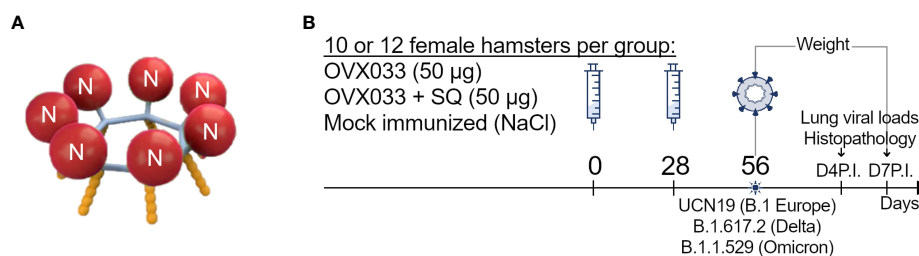 A
N
N
N
N
N
N
N
B
10 or 12 female hamsters per group:
OVX033 (50 µg)
OVX033 + SQ (50 µg)
Mock immunized (NaCl)
Weight
Lung viral loads
Histopathology
0
28
56
D4P.I.
D7P.I.
UCN19 (B.1 Europe)
Days
B.1.617.2 (Delta)
B.1.1.529 (Omicron)